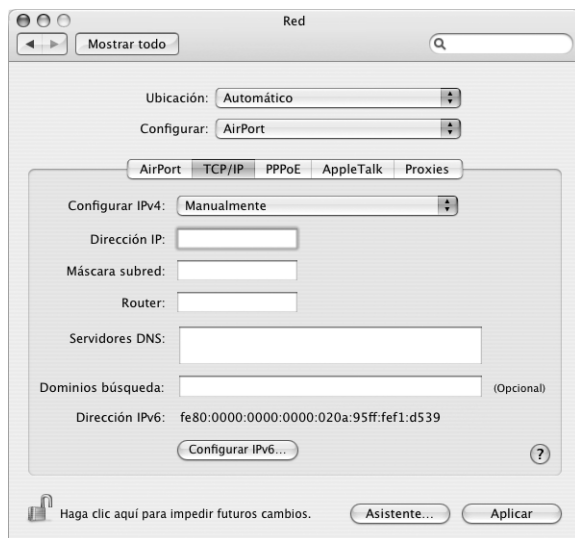 Red
Mostrar todo
Ubicación: Automático
Configurar: AirPort
AirPort TCP/IP PPPoE AppleTalk Proxies
Configurar IPv4: Manualmente
Dirección IP:
Máscara subred:
Router:
Servidores DNS:
Dominios búsqueda: (Opcional)
Dirección IPv6: fe80:0000:0000:0000:020a:95ff:fef1:d539
Configurar IPv6... ?
Haga clic aquí para impedir futuros cambios. Asistente... Aplicar